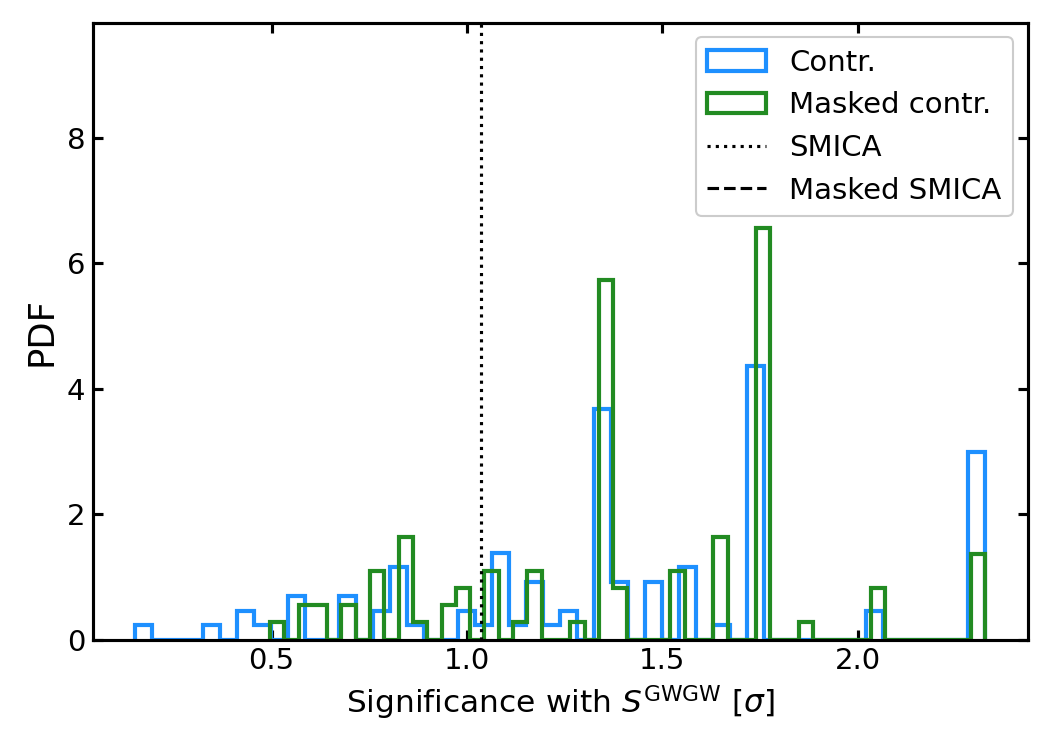 Contr.
Masked contr.
SMICA
Masked SMICA
8
6
4
2
0
PDF
0.5 1.0 1.5 2.0
Significance with S^GWGW [σ]